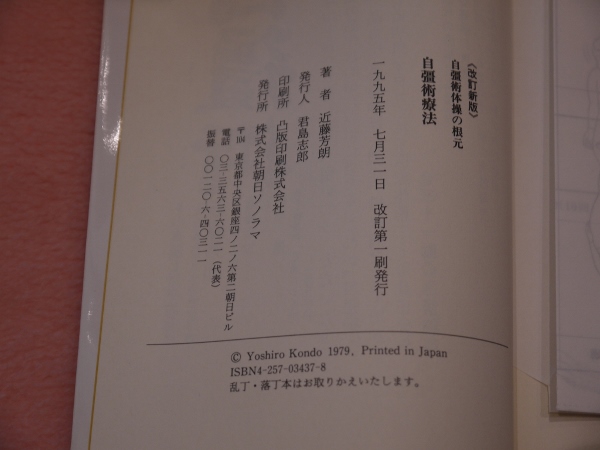 《改訂新版》
自彊術体操の根元
自彊術療法
一九九五年 七月三一日 改訂第一刷発行
著者 近藤芳朗
発行人 君島志郎
印刷所 凸版印刷株式会社
発行所 株式会社朝日ソノラマ
〒104 東京都中央区銀座四ノ二ノ六第二朝日ビル
電話 〇三-三五六三-六〇二一（代表）
振替 〇〇一二〇-六-四〇三一一
© Yoshiro Kondo 1979, Printed in Japan
ISBN4-257-03437-8
乱丁・落丁本はお取りかえいたします。